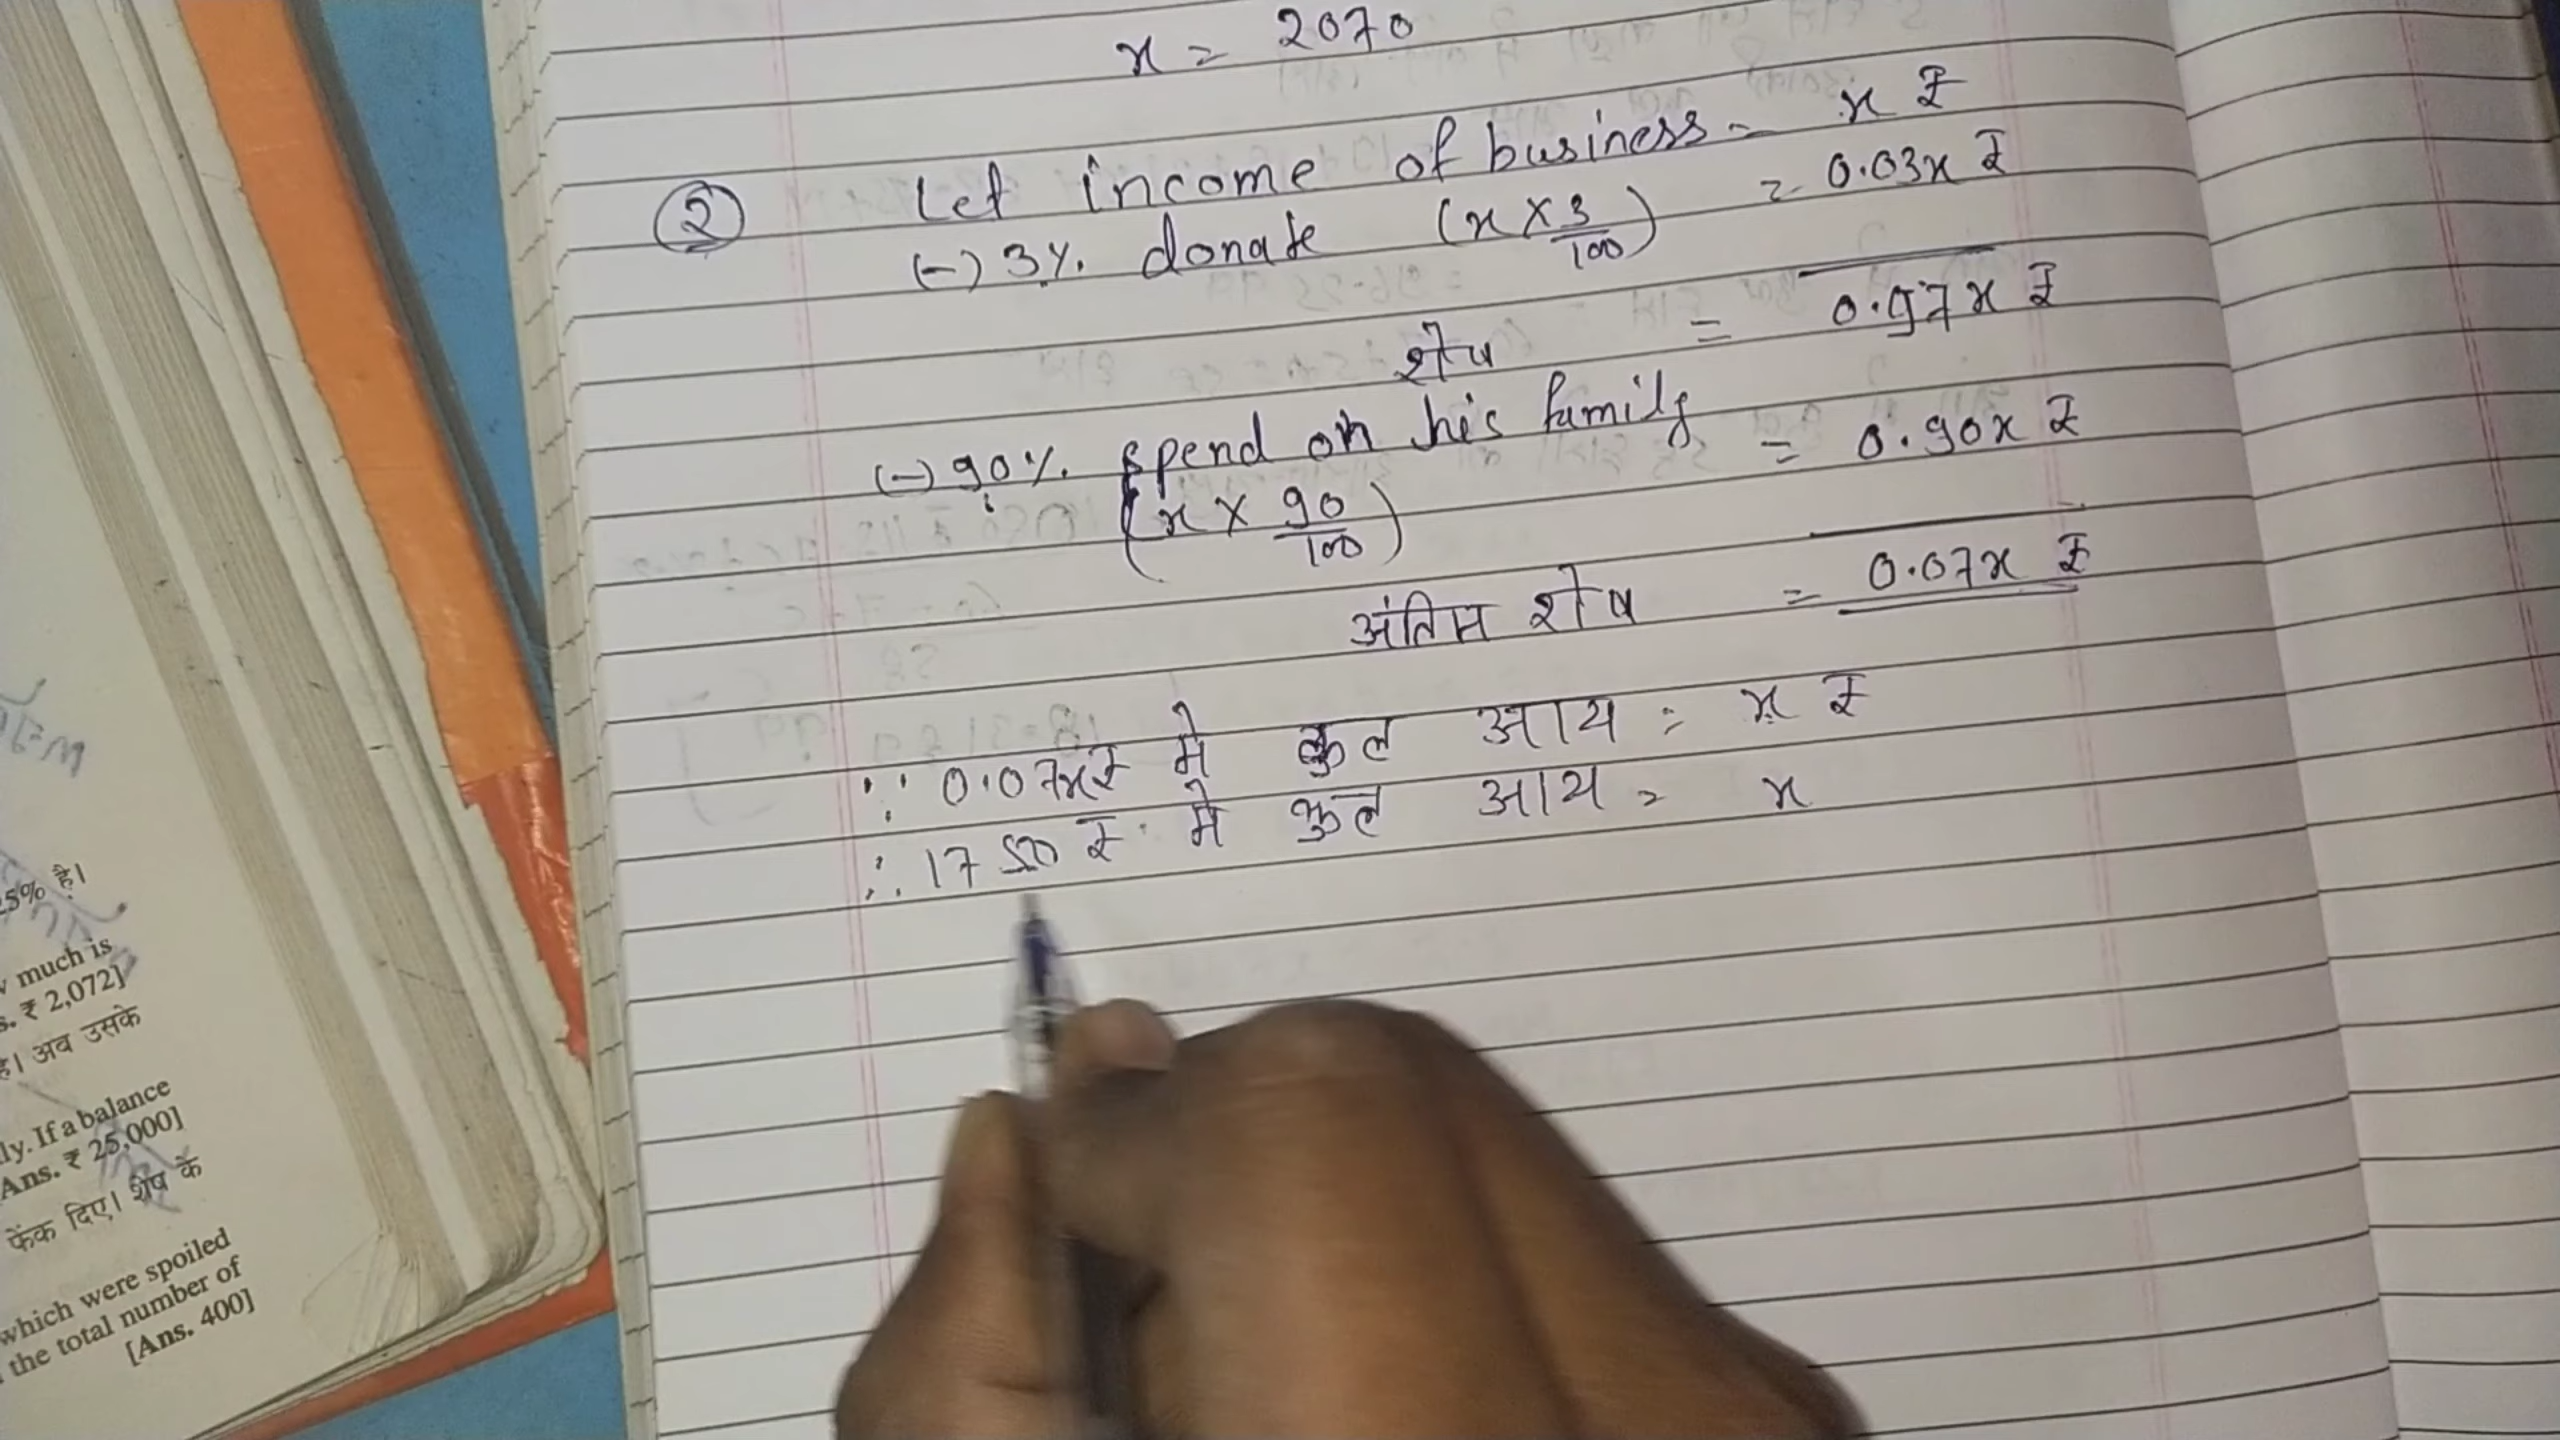 x = 2070
② Let income of business = x ₹
(-) 3%. donate (x × 3/100) = 0.03x ₹
शेष = 0.97x ₹
(-) 90%. spend on his family = 0.90x ₹
(x × 90/100)
अंतिम शेष = 0.07x ₹
∵ 0.07x₹ मे कुल आय = x ₹
∴ 1750 ₹ मे कुल आय = x
25% है।
much is
₹ 2,072]
है। अब उसके
ly. If a balance
Ans. ₹ 25,000]
फेंक दिए। शेष के
which were spoiled
the total number of
[Ans. 400]